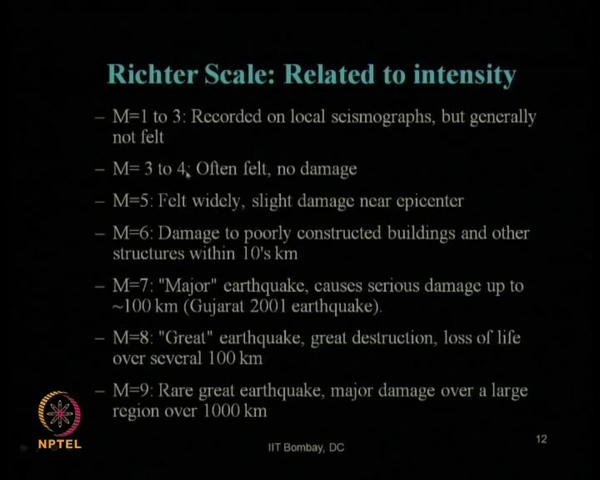 Richter Scale: Related to intensity
– M=1 to 3: Recorded on local seismographs, but generally
not felt
– M= 3 to 4: Often felt, no damage
– M=5: Felt widely, slight damage near epicenter
– M=6: Damage to poorly constructed buildings and other
structures within 10's km
– M=7: "Major" earthquake, causes serious damage up to
~100 km (Gujarat 2001 earthquake).
– M=8: "Great" earthquake, great destruction, loss of life
over several 100 km
– M=9: Rare great earthquake, major damage over a large
region over 1000 km
NPTEL
IIT Bombay, DC
12